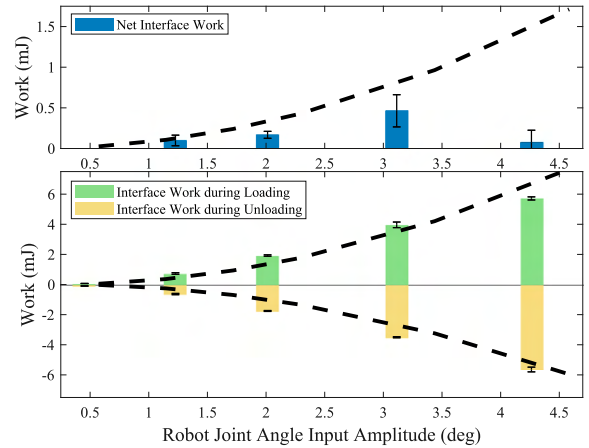 1.5
1
0.5
0
Work (mJ)
Net Interface Work
0.5 1 1.5 2 2.5 3 3.5 4 4.5
6
4
2
0
-2
-4
-6
Work (mJ)
Interface Work during Loading
Interface Work during Unloading
0.5 1 1.5 2 2.5 3 3.5 4 4.5
Robot Joint Angle Input Amplitude (deg)